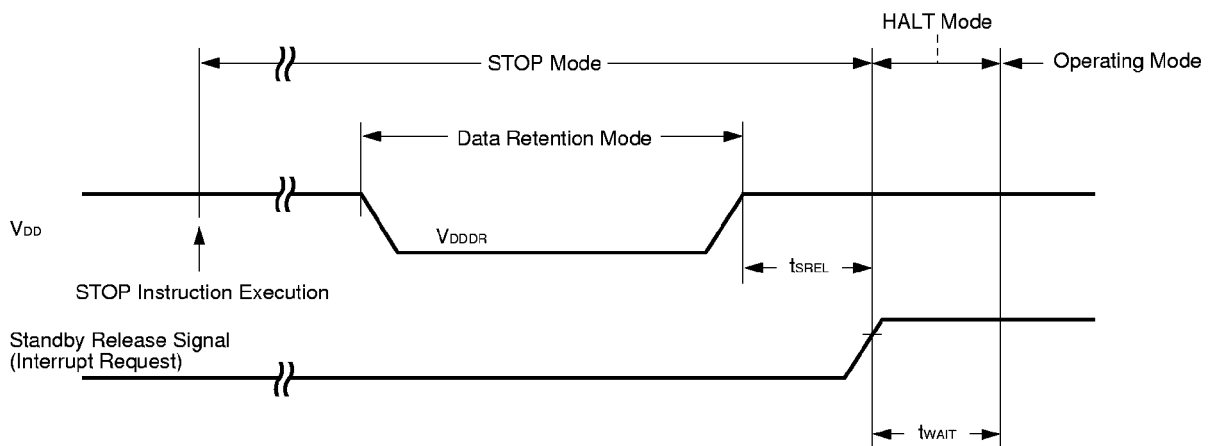 HALT Mode
STOP Mode
Operating Mode
Data Retention Mode
VDD
VDDDR
tSREL
STOP Instruction Execution
Standby Release Signal
(Interrupt Request)
tWAIT